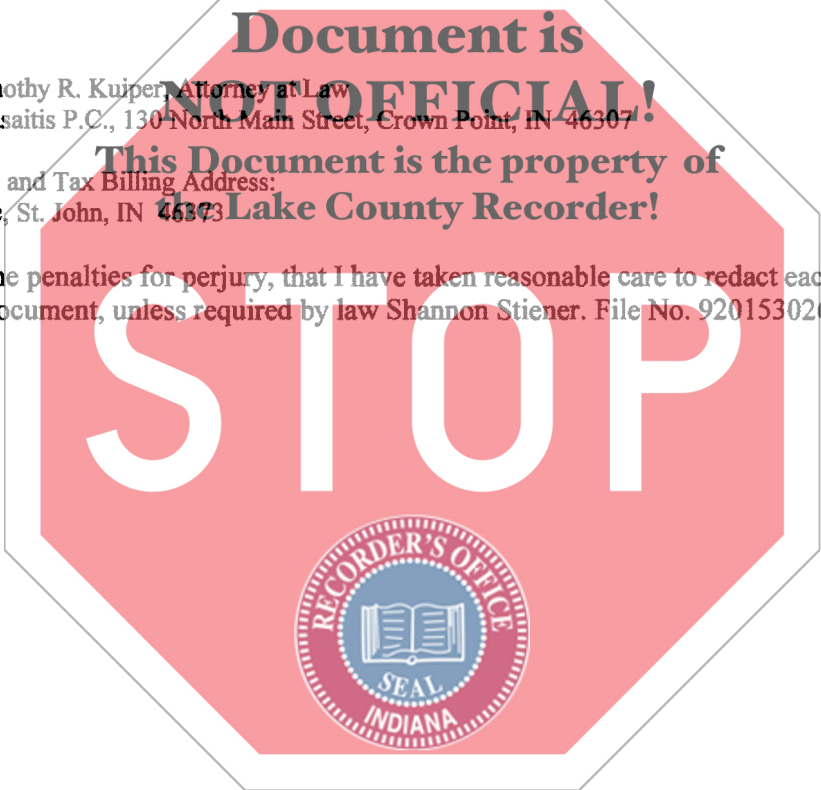 Document is
othy R. Kuiper, Attorney at Law
NOT OFFICIAL!
saitis P.C., 130 North Main Street, Crown Point, IN 46307
This Document is the property of
and Tax Billing Address:
the Lake County Recorder!
, St. John, IN 46373
e penalties for perjury, that I have taken reasonable care to redact eac
ocument, unless required by law Shannon Stiener. File No. 92015302
STOP
RECORDER'S OFFICE
SEAL
INDIANA